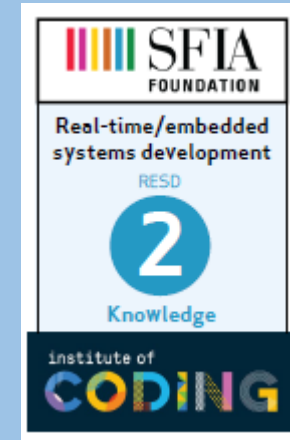 SFIA
FOUNDATION
Real-time/embedded
systems development
RESD
2
Knowledge
institute of
CODING